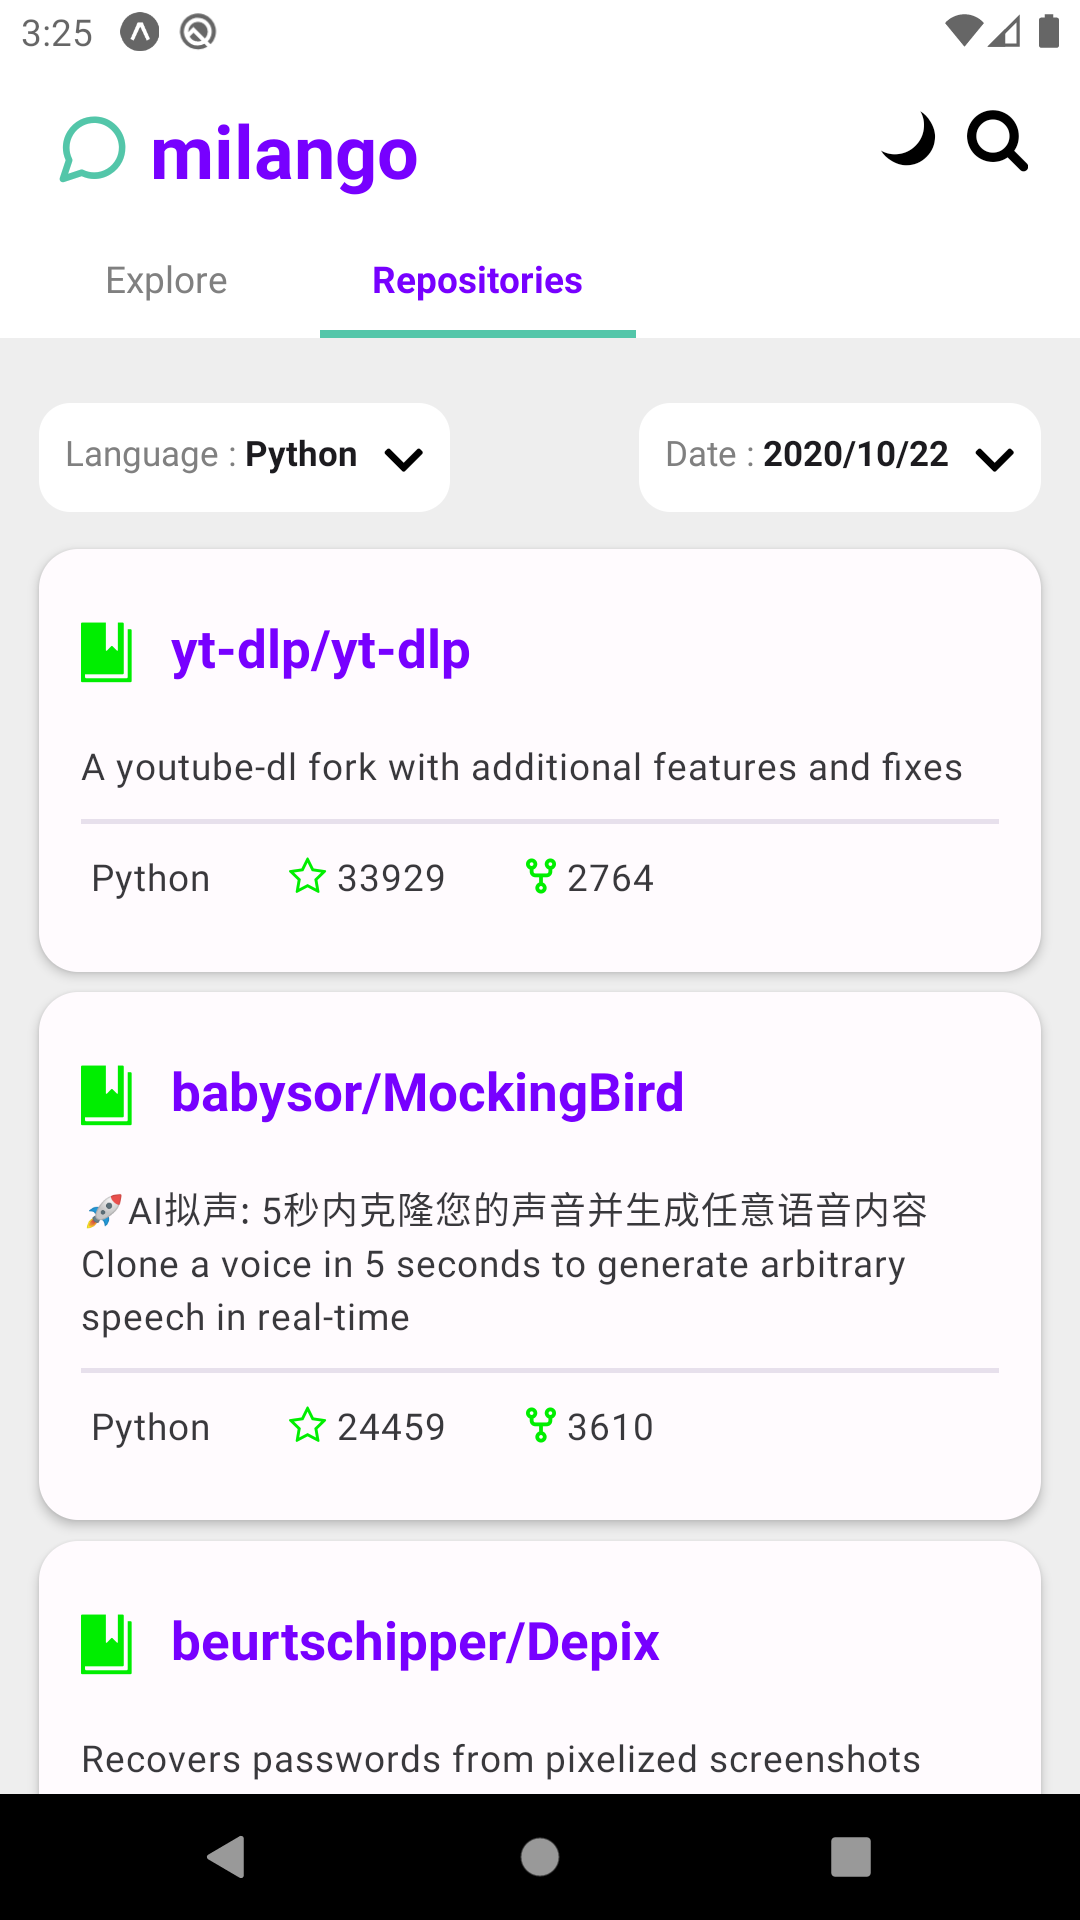 3:25
milango
Explore Repositories
Language : Python Date : 2020/10/22
yt-dlp/yt-dlp
A youtube-dl fork with additional features and fixes
Python 33929 2764
babysor/MockingBird
🚀AI拟声: 5秒内克隆您的声音并生成任意语音内容
Clone a voice in 5 seconds to generate arbitrary
speech in real-time
Python 24459 3610
beurtschipper/Depix
Recovers passwords from pixelized screenshots